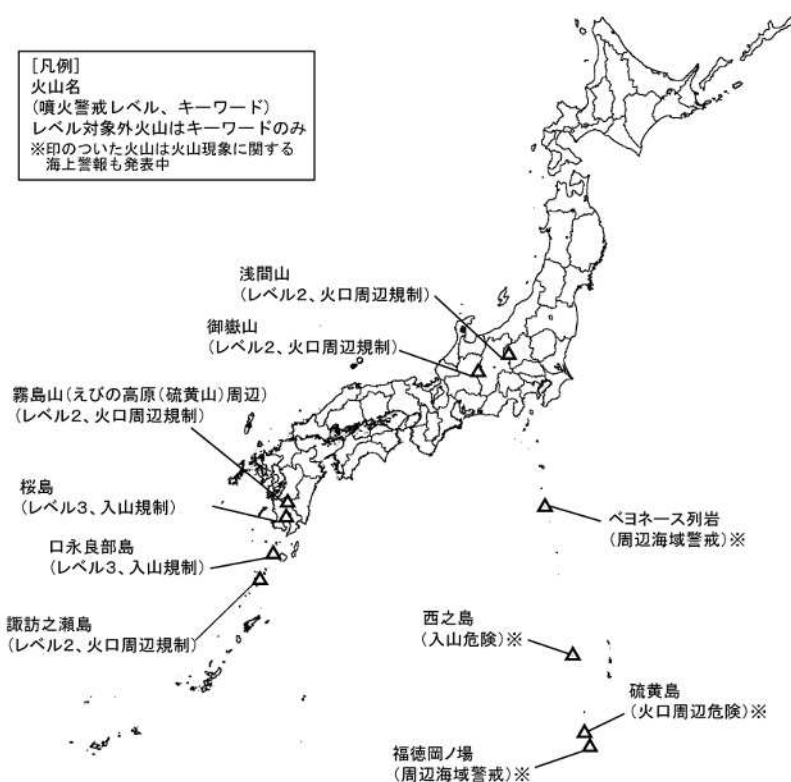 [凡例]
火山名
(噴火警戒レベル、キーワード)
レベル対象外火山はキーワードのみ
※印のついた火山は火山現象に関する
海上警報も発表中
浅間山
(レベル2、火口周辺規制)
御嶽山
(レベル2、火口周辺規制)
霧島山(えびの高原(硫黄山)周辺)
(レベル2、火口周辺規制)
桜島
(レベル3、入山規制)
口永良部島
(レベル3、入山規制)
諏訪之瀬島
(レベル2、火口周辺規制)
ベヨネース列岩
(周辺海域警戒)※
西之島
(入山危険)※
硫黄島
(火口周辺危険)※
福徳岡ノ場
(周辺海域警戒)※